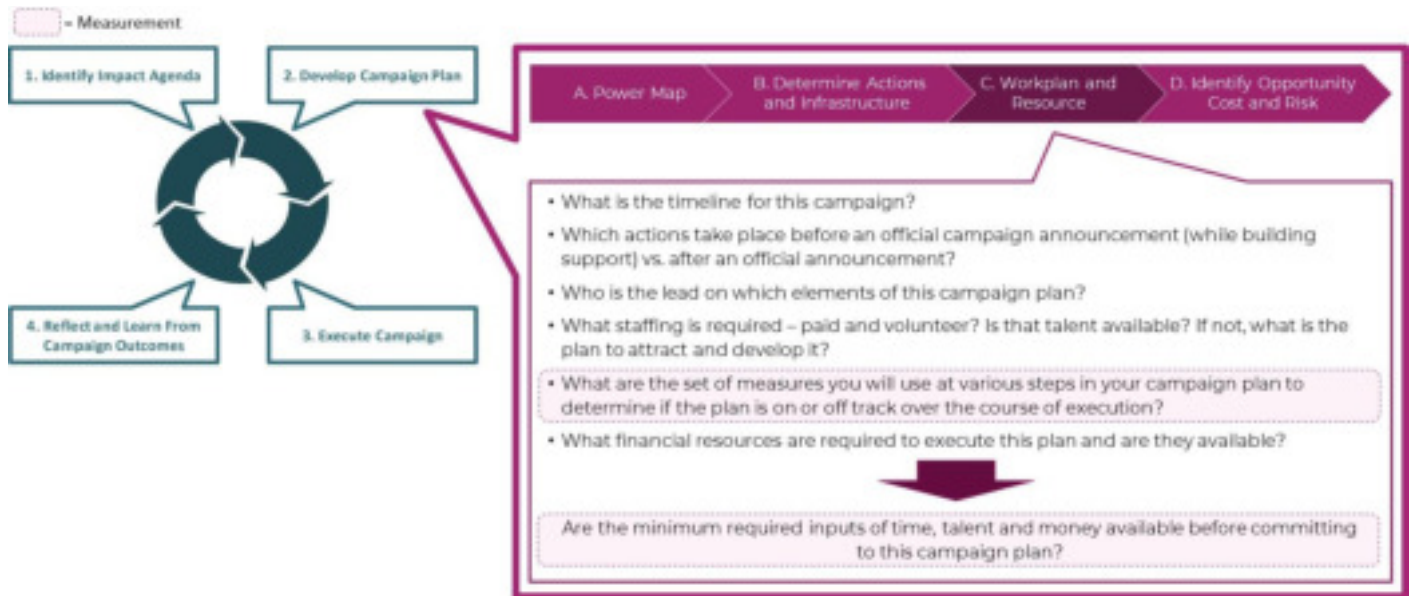 = Measurement
1. Identify Impact Agenda
2. Develop Campaign Plan
4. Reflect and Learn From
Campaign Outcomes
3. Execute Campaign
A. Power Map
B. Determine Actions
and Infrastructure
C. Workplan and
Resource
D. Identify Opportunity
Cost and Risk
• What is the timeline for this campaign?
• Which actions take place before an official campaign announcement (while building
support) vs. after an official announcement?
• Who is the lead on which elements of this campaign plan?
• What staffing is required – paid and volunteer? Is that talent available? If not, what is the
plan to attract and develop it?
• What are the set of measures you will use at various steps in your campaign plan to
determine if the plan is on or off track over the course of execution?
• What financial resources are required to execute this plan and are they available?
Are the minimum required inputs of time, talent and money available before committing
to this campaign plan?